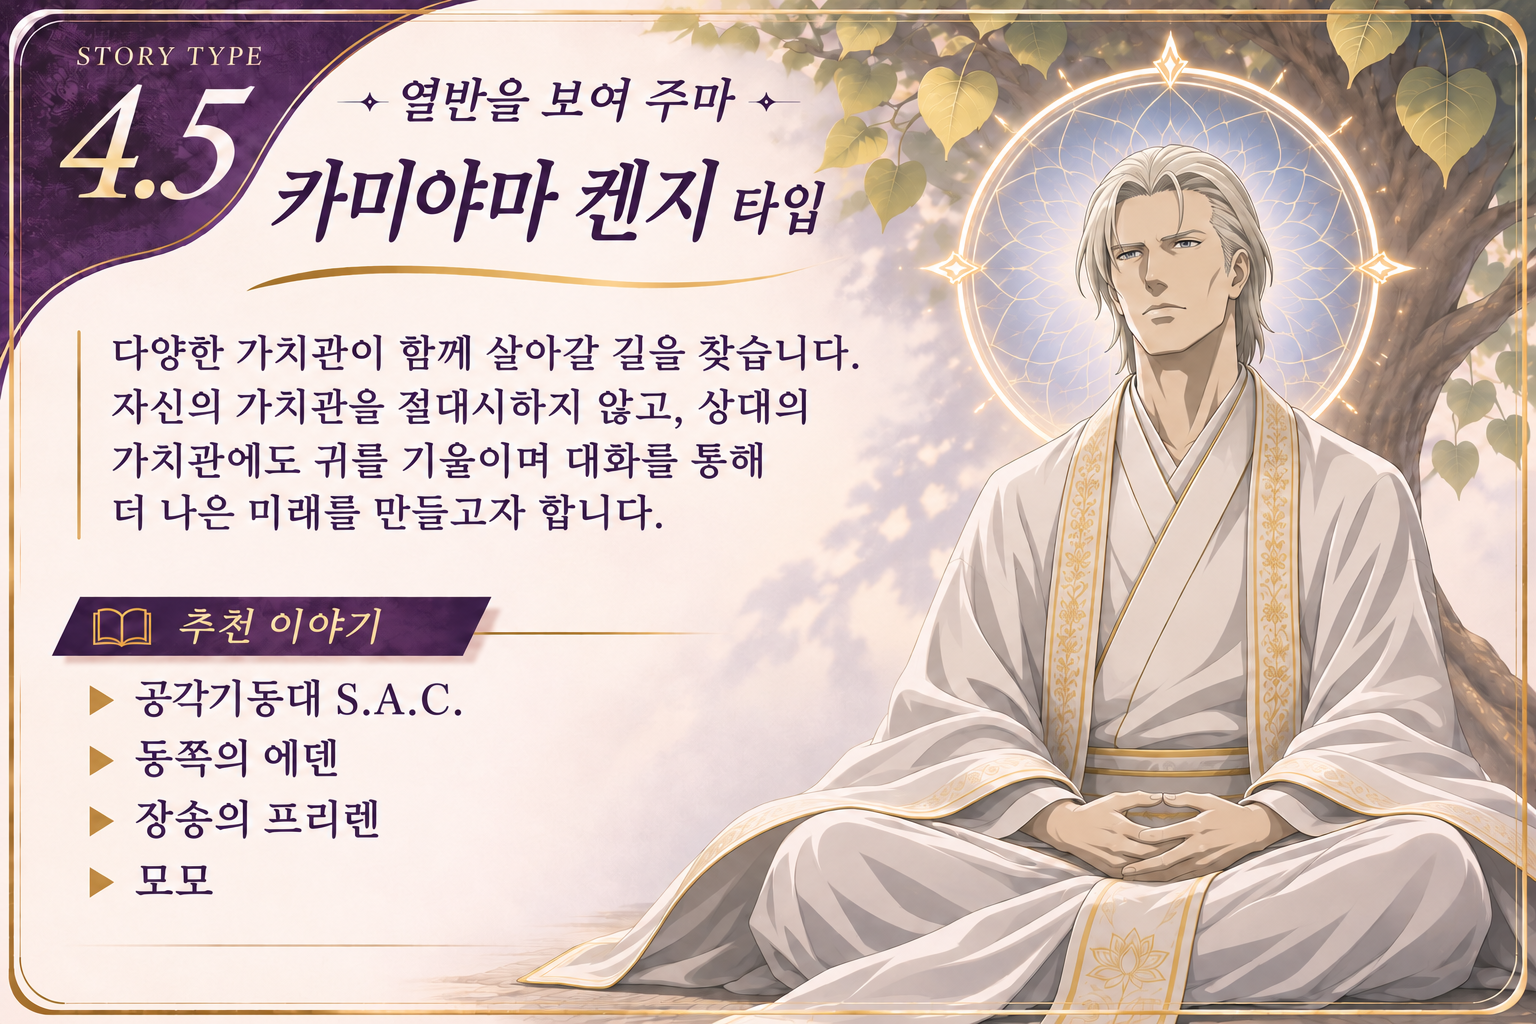 STORY TYPE
4.5
열반을 보여 주마
카미야마 켄지 타입
다양한 가치관이 함께 살아갈 길을 찾습니다.
자신의 가치관을 절대시하지 않고, 상대의
가치관에도 귀를 기울이며 대화를 통해
더 나은 미래를 만들고자 합니다.
추천 이야기
공각기동대 S.A.C.
동쪽의 에덴
장송의 프리렌
모모